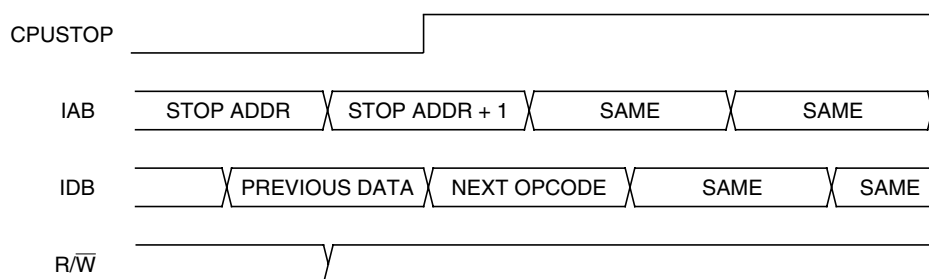 CPUSTOP
IAB STOP ADDR STOP ADDR + 1 SAME SAME
IDB PREVIOUS DATA NEXT OPCODE SAME SAME
R/W̅